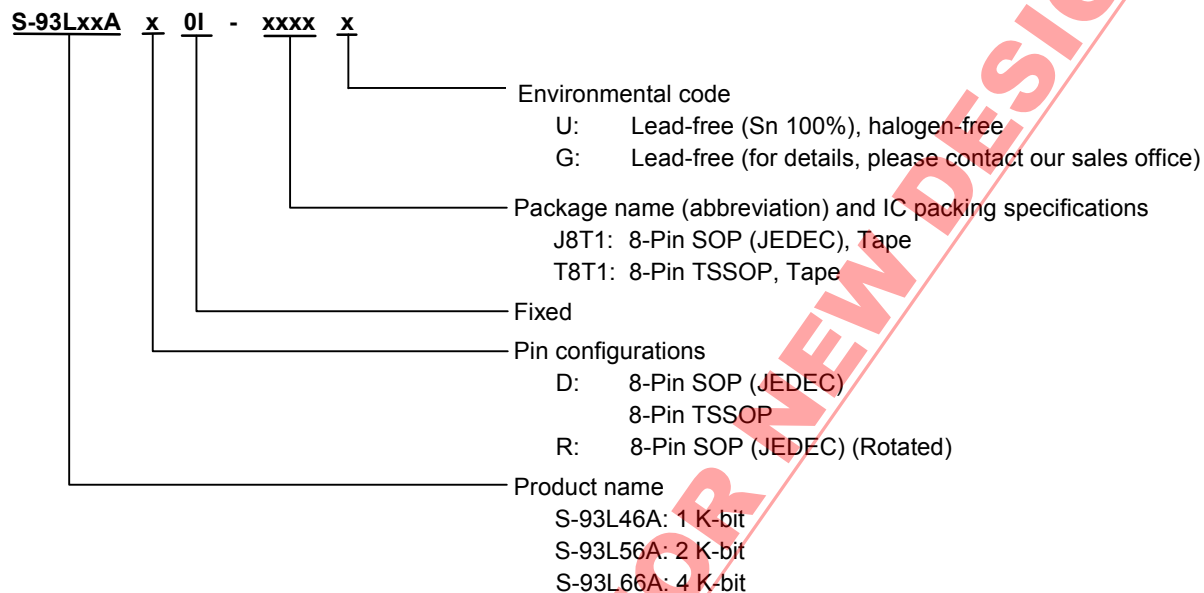 S-93LxxA x 0I - xxxx x
Environmental code
U: Lead-free (Sn 100%), halogen-free
G: Lead-free (for details, please contact our sales office)
Package name (abbreviation) and IC packing specifications
J8T1: 8-Pin SOP (JEDEC), Tape
T8T1: 8-Pin TSSOP, Tape
Fixed
Pin configurations
D: 8-Pin SOP (JEDEC)
8-Pin TSSOP
R: 8-Pin SOP (JEDEC) (Rotated)
Product name
S-93L46A: 1 K-bit
S-93L56A: 2 K-bit
S-93L66A: 4 K-bit
OR NEW DESIG